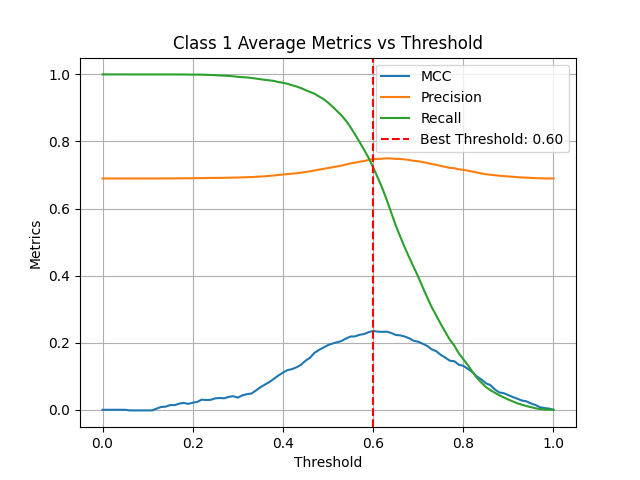 Class 1 Average Metrics vs Threshold
MCC
Precision
Recall
Best Threshold: 0.60
Metrics
1.0
0.8
0.6
0.4
0.2
0.0
0.0 0.2 0.4 0.6 0.8 1.0
Threshold